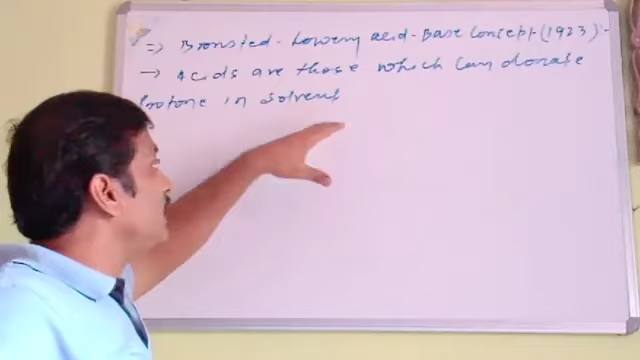 => Bronsted-Lowery acid-Base Concept (1923):-
→ Acids are those which can donate
Protone in solvent